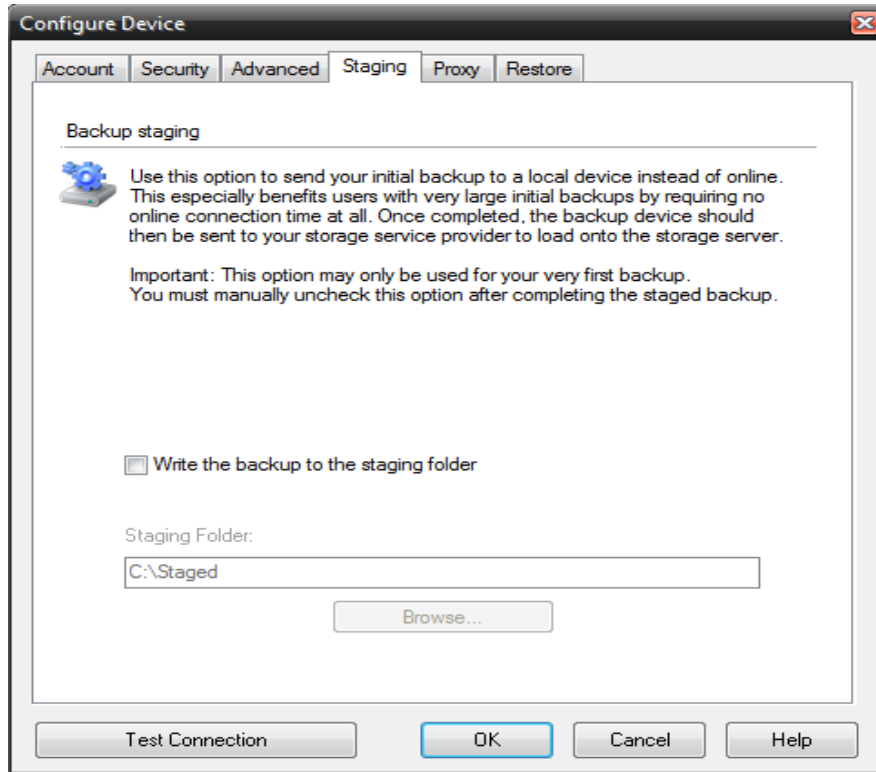 Configure Device
Account Security Advanced Staging Proxy Restore
Backup staging
Use this option to send your initial backup to a local device instead of online.
This especially benefits users with very large initial backups by requiring no
online connection time at all. Once completed, the backup device should
then be sent to your storage service provider to load onto the storage server.
Important: This option may only be used for your very first backup.
You must manually uncheck this option after completing the staged backup.
Write the backup to the staging folder
Staging Folder:
C:\Staged
Browse...
Test Connection OK Cancel Help